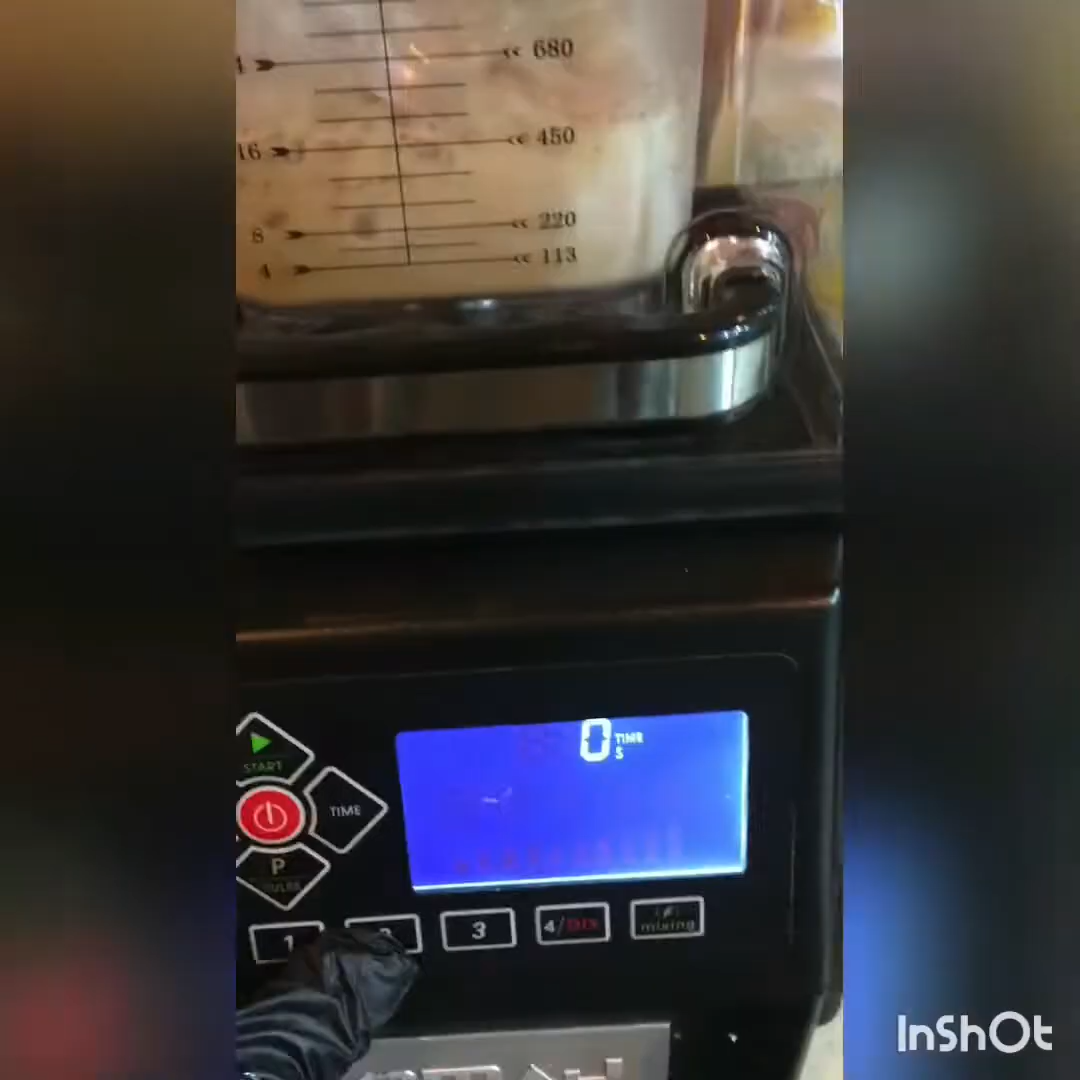 680
16 450
8 220
4 113
0 TIME
S
START
TIME
P
1
3
4/
mixing
InShOt